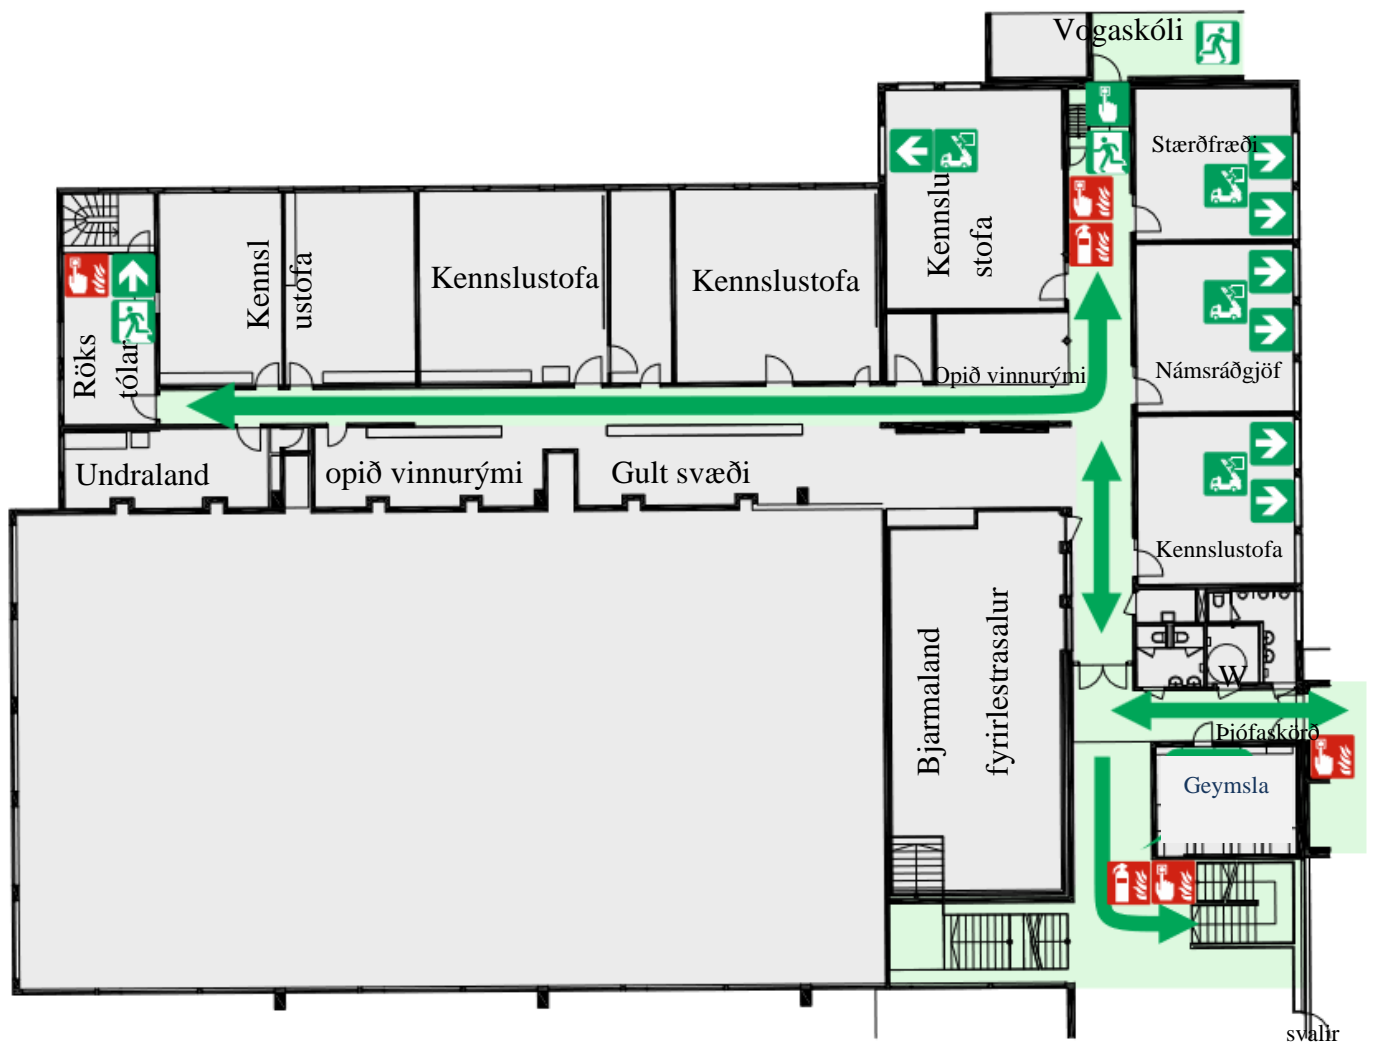 Vogaskóli
Stærðfræði
Kennslu
stofa
Kennsl
ustofa
Kennslustofa
Kennslustofa
Röks
tólar
Opið vinnurými
Námsráðgjöf
Undraland
opið vinnurými
Gult svæði
Kennslustofa
Bjarmaland
fyrirlestrasalur
W
Þjófaskörð
Geymsla
svalir